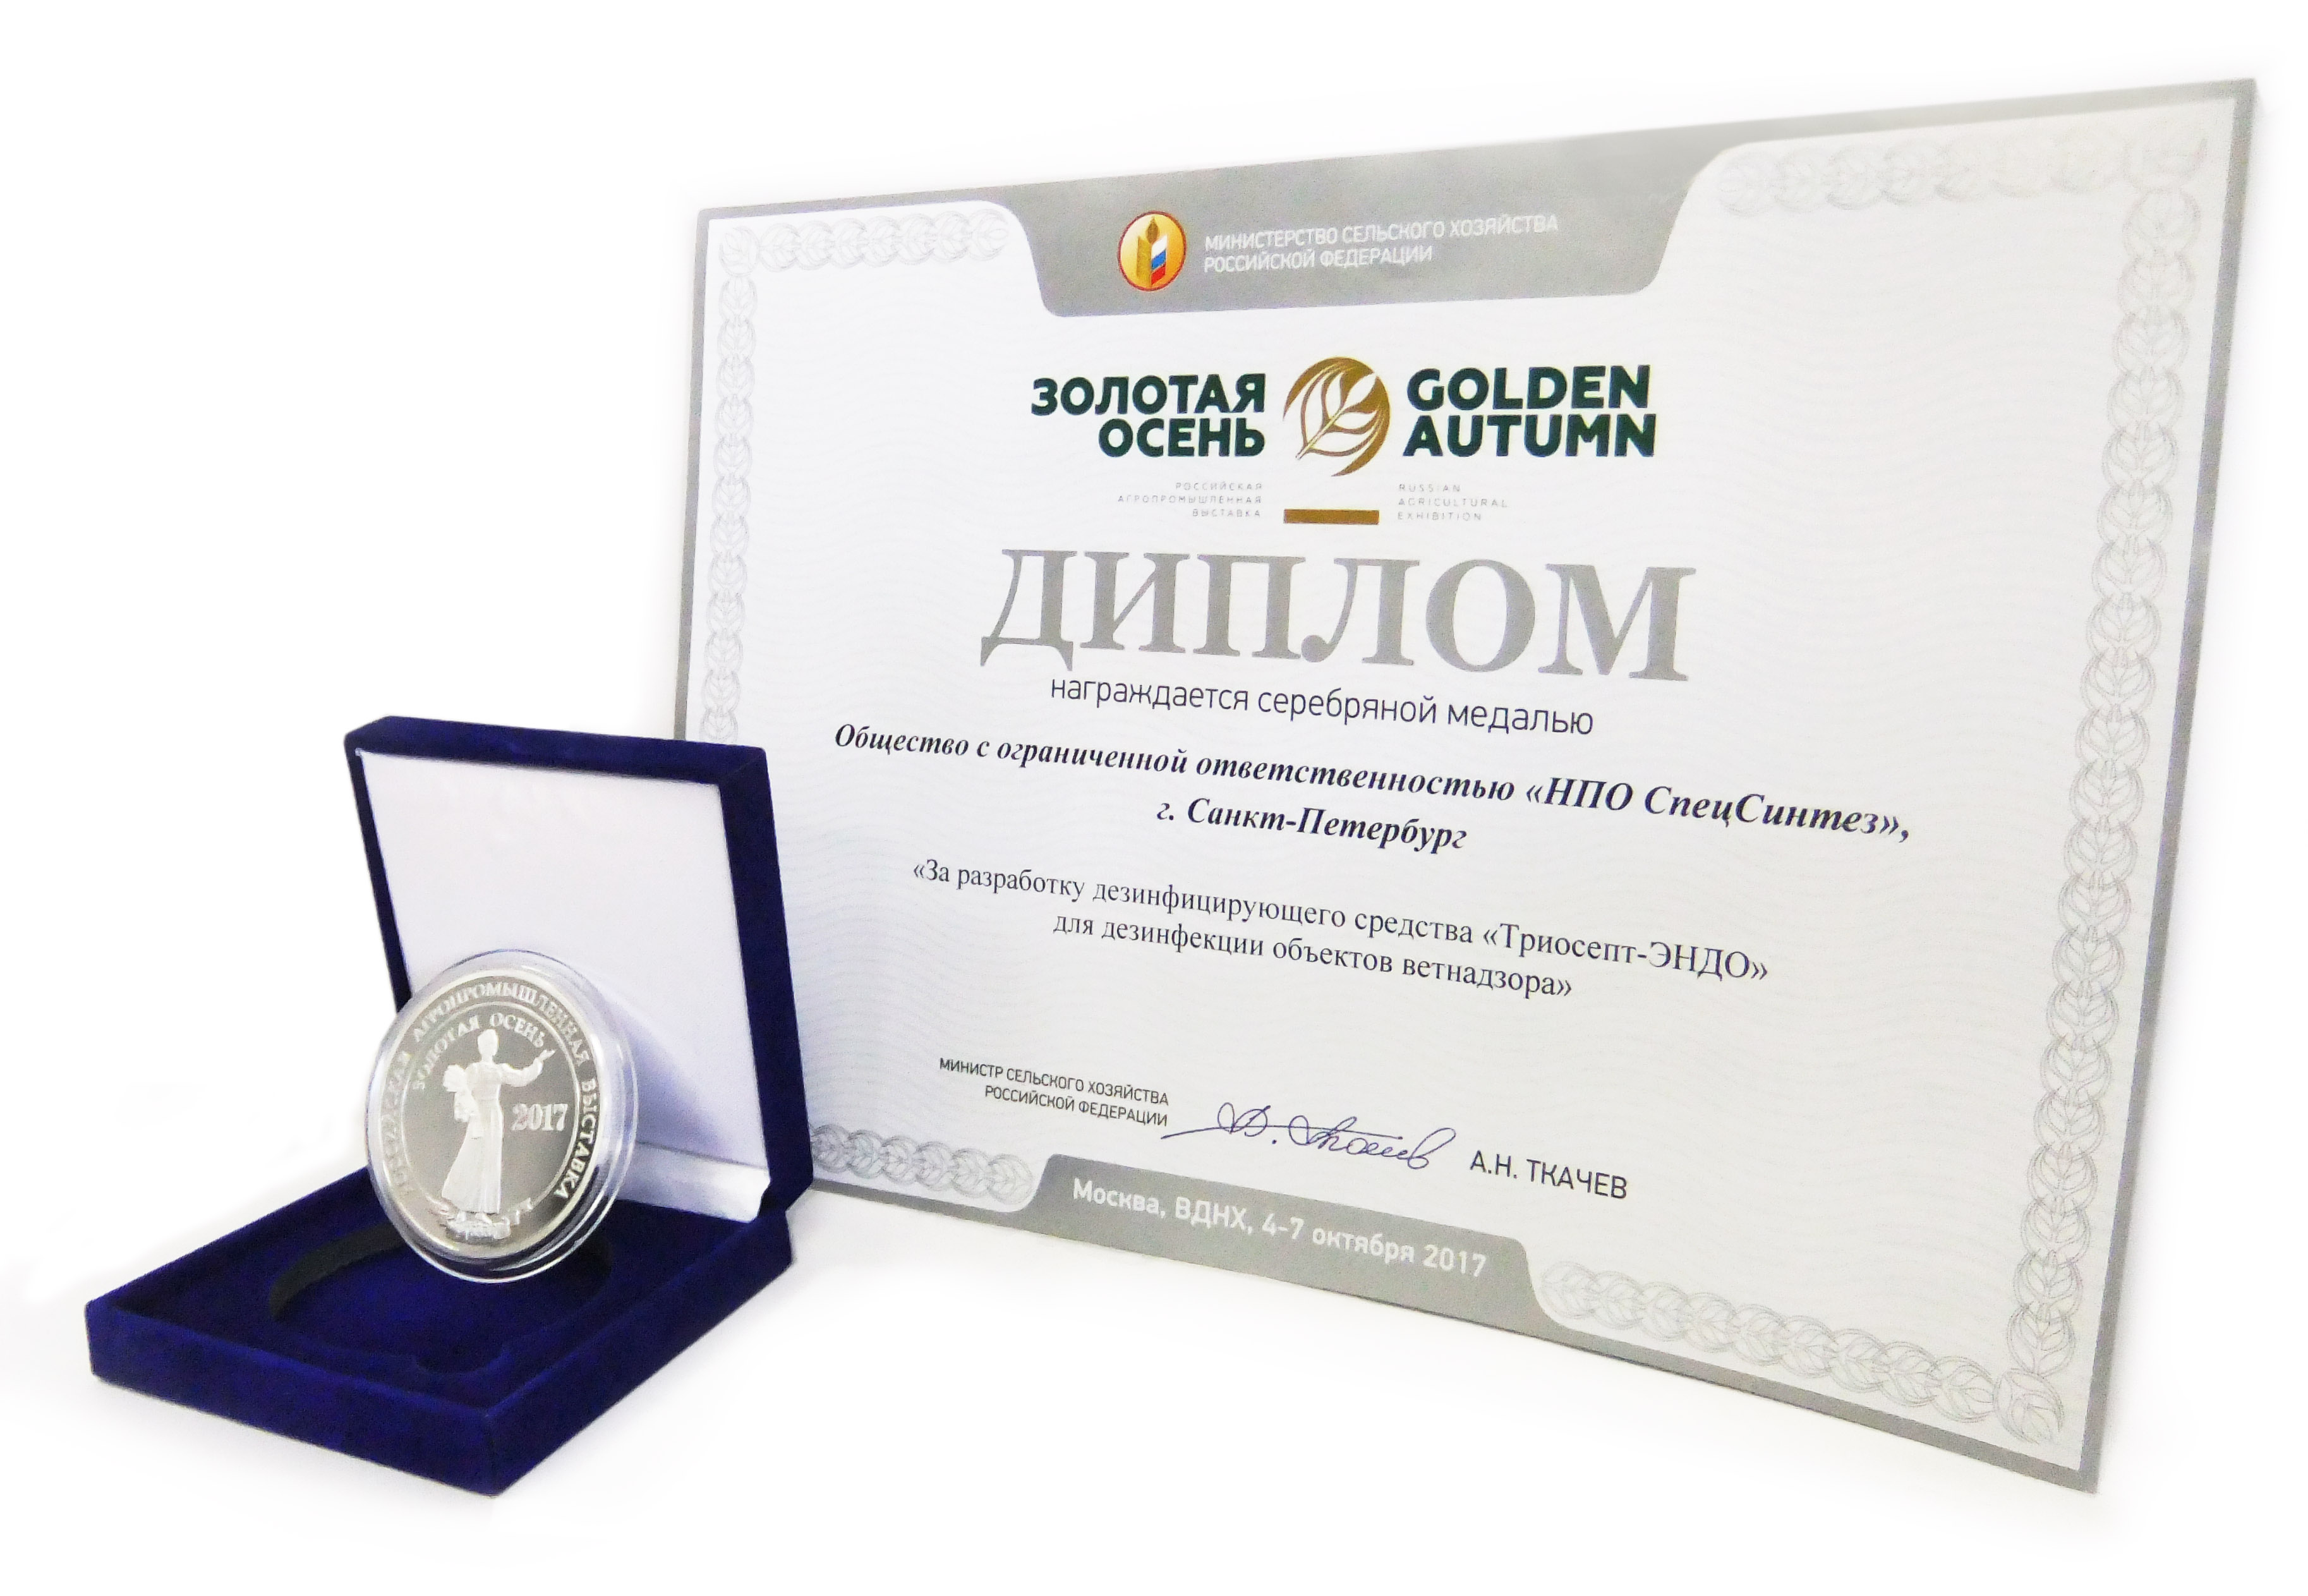 МИНИСТЕРСТВО СЕЛЬСКОГО ХОЗЯЙСТВА
РОССИЙСКОЙ ФЕДЕРАЦИИ
ЗОЛОТАЯ
ОСЕНЬ
GOLDEN
AUTUMN
РОССИЙСКАЯ
АГРОПРОМЫШЛЕННАЯ
ВЫСТАВКА
RUSSIAN
AGRICULTURAL
EXHIBITION
ДИПЛОМ
награждается серебряной медалью
Общество с ограниченной ответственностью «НПО СпецСинтез»,
г. Санкт-Петербург
«За разработку дезинфицирующего средства «Триосепт-ЭНДО»
для дезинфекции объектов ветнадзора»
МИНИСТР СЕЛЬСКОГО ХОЗЯЙСТВА
РОССИЙСКОЙ ФЕДЕРАЦИИ
А.Н. ТКАЧЕВ
Москва, ВДНХ, 4-7 октября 2017
АГРОПРОМЫШЛЕННАЯ ВЫСТАВКА
ЗОЛОТАЯ ОСЕНЬ
2017